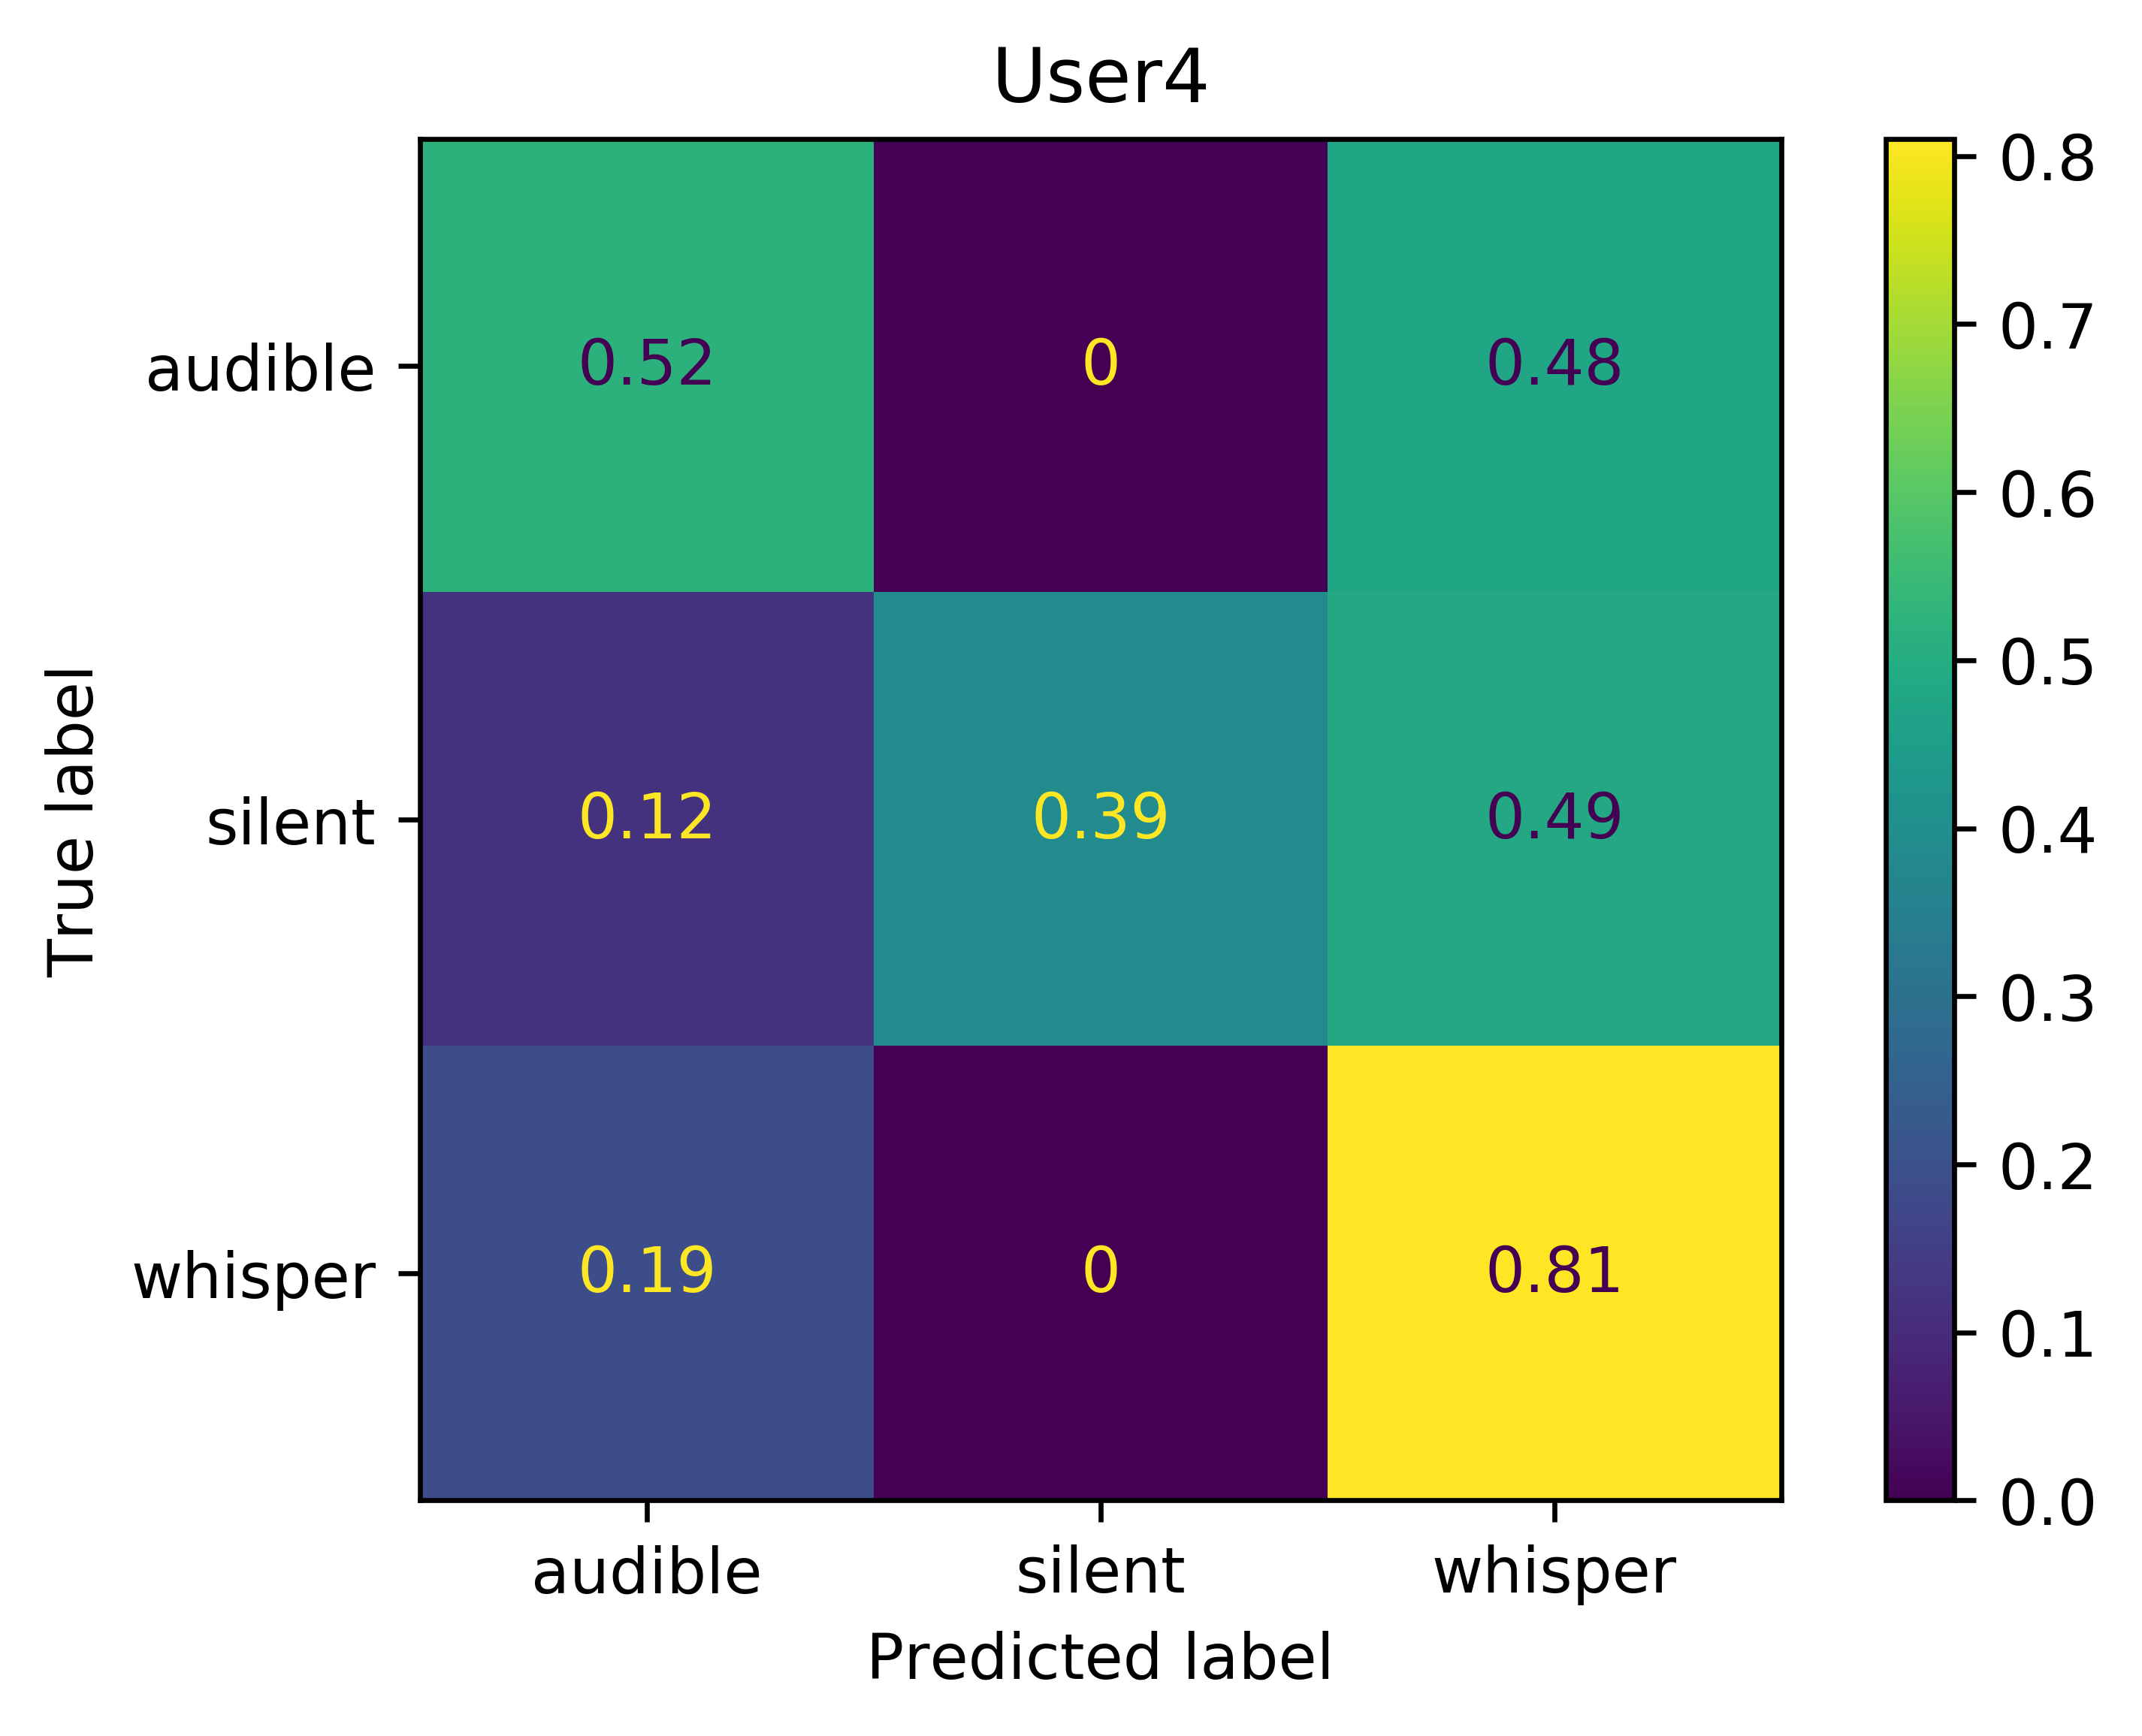 User4
True label
audible
silent
whisper
0.52 0 0.48
0.12 0.39 0.49
0.19 0 0.81
audible silent whisper
Predicted label
0.8
0.7
0.6
0.5
0.4
0.3
0.2
0.1
0.0